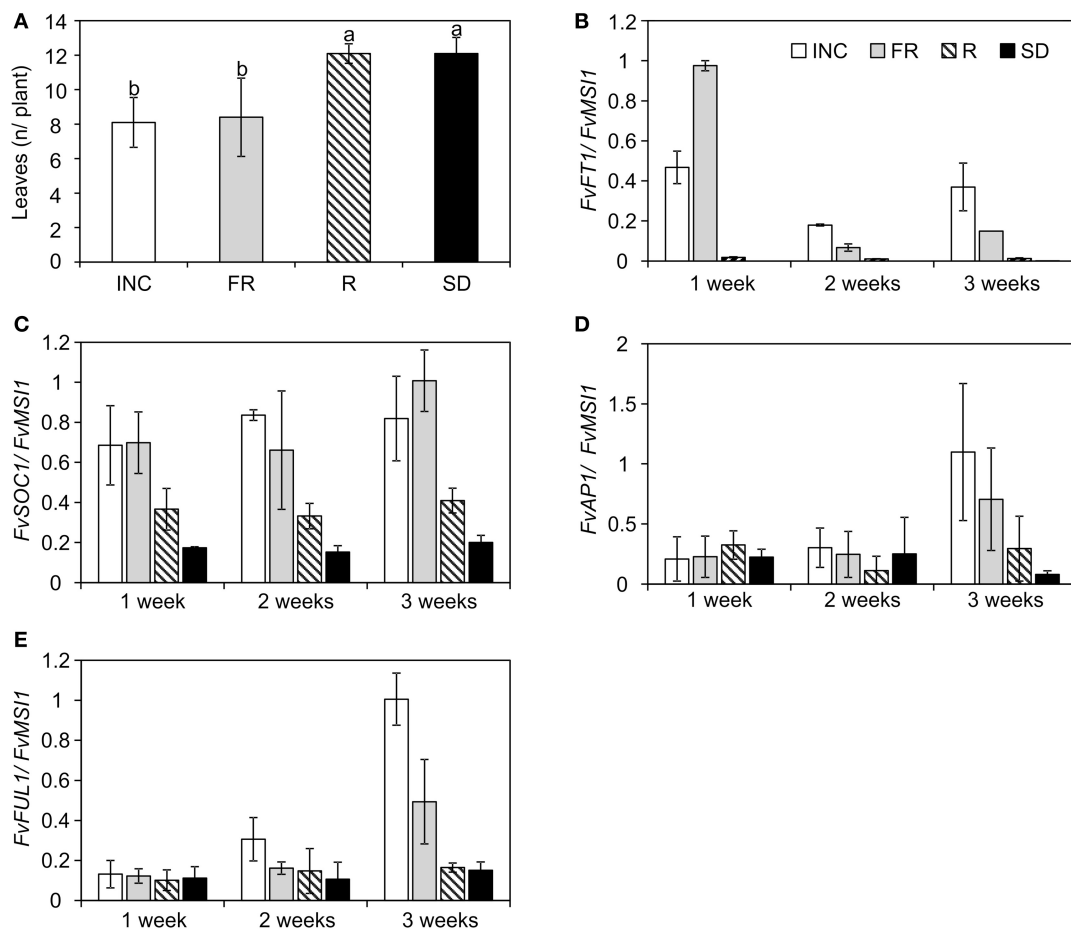 A
Leaves (n/ plant)
14
12
10
8
6
4
2
0
b
b
a
a
INC FR R SD
B
FvFT1/ FvMSI1
1.2
1
0.8
0.6
0.4
0.2
0
INC FR R SD
1 week 2 weeks 3 weeks
C
FvSOC1/ FvMSI1
1.2
1
0.8
0.6
0.4
0.2
0
1 week 2 weeks 3 weeks
D
FvAP1/ FvMSI1
2
1.5
1
0.5
0
1 week 2 weeks 3 weeks
E
FvFUL1/ FvMSI1
1.2
1
0.8
0.6
0.4
0.2
0
1 week 2 weeks 3 weeks